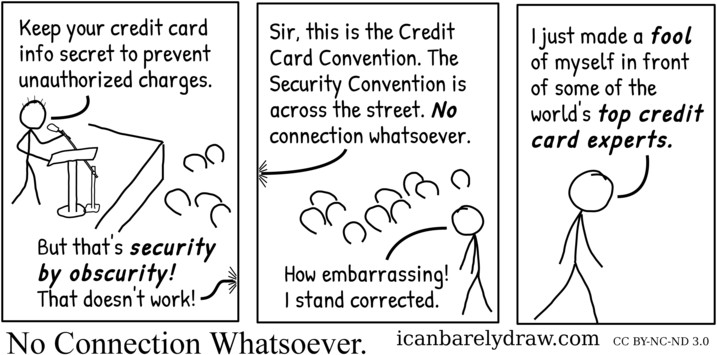 Keep your credit card
info secret to prevent
unauthorized charges.
But that's security
by obscurity!
That doesn't work!
Sir, this is the Credit
Card Convention. The
Security Convention is
across the street. No
connection whatsoever.
How embarrassing!
I stand corrected.
I just made a fool
of myself in front
of some of the
world's top credit
card experts.
No Connection Whatsoever.
icanbarelydraw.com CC BY-NC-ND 3.0